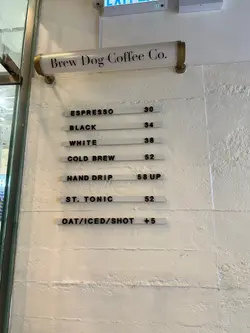 EXIT
Brew Dog Coffee Co.
ESPRESSO 30
BLACK 34
WHITE 38
COLD BREW 52
HAND DRIP 58 UP
ST. TONIC 52
OAT/ICED/SHOT +5